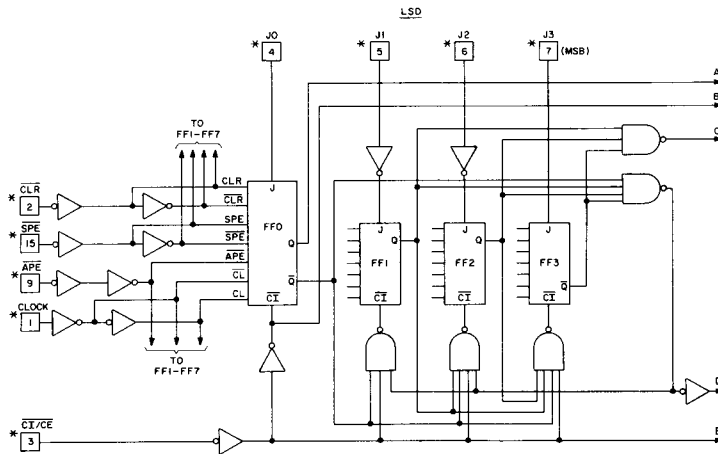 LSD
J0
* 4
J1
* 5
J2
* 6
J3
* 7 (MSB)
A
B
C
D
E
TO
FF1-FF7
CLR
* 2
SPE
* 15
APE
* 9
CLOCK
* 1
CI/CE
* 3
TO
FF1-FF7
CLR
CLR
SPE
SPE
APE
CL
CL
J
FF0
Q
Q
CI
J
Q
FF1
CI
J
Q
FF2
CI
J
FF3
Q
CI